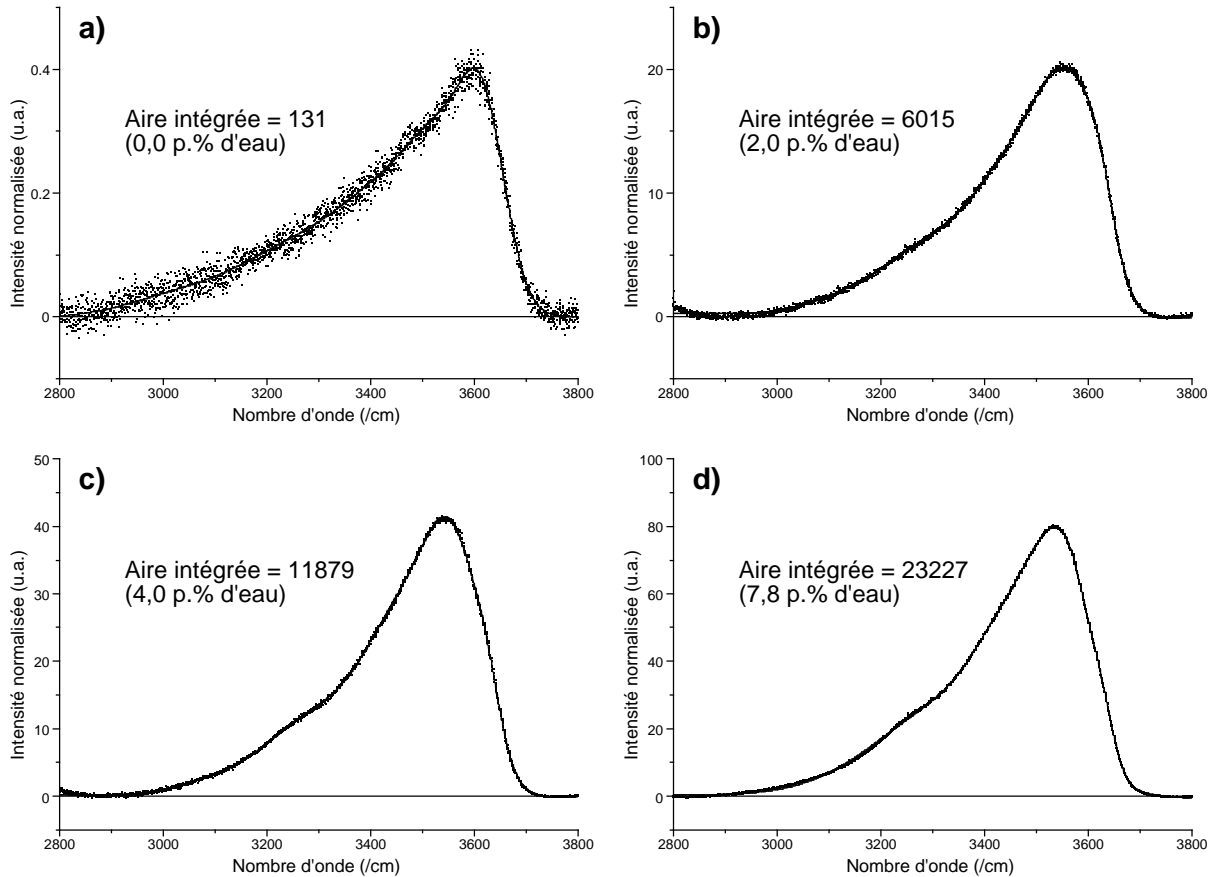 a)
Aire intégrée = 131
(0,0 p.% d'eau)
Intensité normalisée (u.a.)
0.4
0.2
0
2800 3000 3200 3400 3600 3800
Nombre d'onde (/cm)
b)
Aire intégrée = 6015
(2,0 p.% d'eau)
Intensité normalisée (u.a.)
20
10
0
2800 3000 3200 3400 3600 3800
Nombre d'onde (/cm)
c)
Aire intégrée = 11879
(4,0 p.% d'eau)
Intensité normalisée (u.a.)
50
40
30
20
10
0
2800 3000 3200 3400 3600 3800
Nombre d'onde (/cm)
d)
Aire intégrée = 23227
(7,8 p.% d'eau)
Intensité normalisée (u.a.)
100
80
60
40
20
0
2800 3000 3200 3400 3600 3800
Nombre d'onde (/cm)